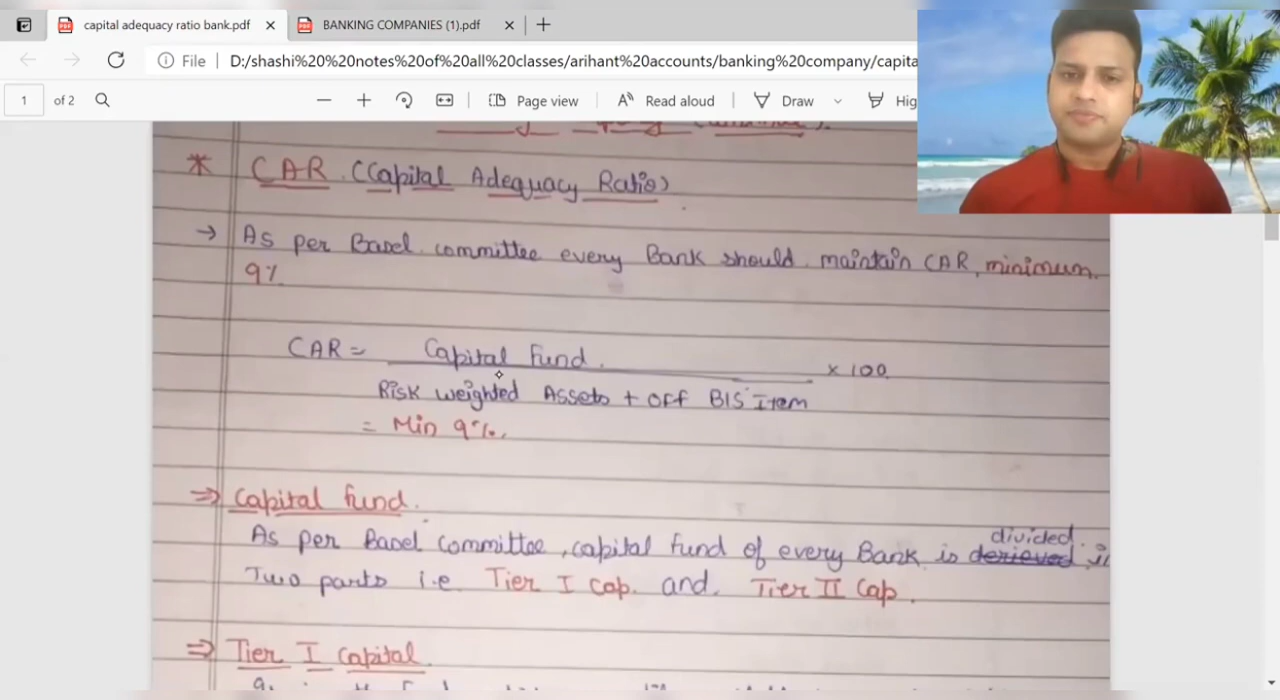 capital adequacy ratio bank.pdf
BANKING COMPANIES (1).pdf
File D:/shashi%20%20notes%20of%20all%20classes/arihant%20accounts/banking%20company/capita
1 of 2
Page view
Read aloud
Draw
Hig
* CAR (Capital Adequacy Ratio)
→ As per Basel committee every Bank should maintain CAR, minimum
9%
CAR = Capital Fund × 100
Risk weighted Assets + Off B/S Item
= Min 9%.
⇒ Capital fund.
divided
As per Basel committee, capital fund of every Bank is derieved in
Two parts i.e. Tier I Cap. and Tier II Cap.
⇒ Tier I Capital